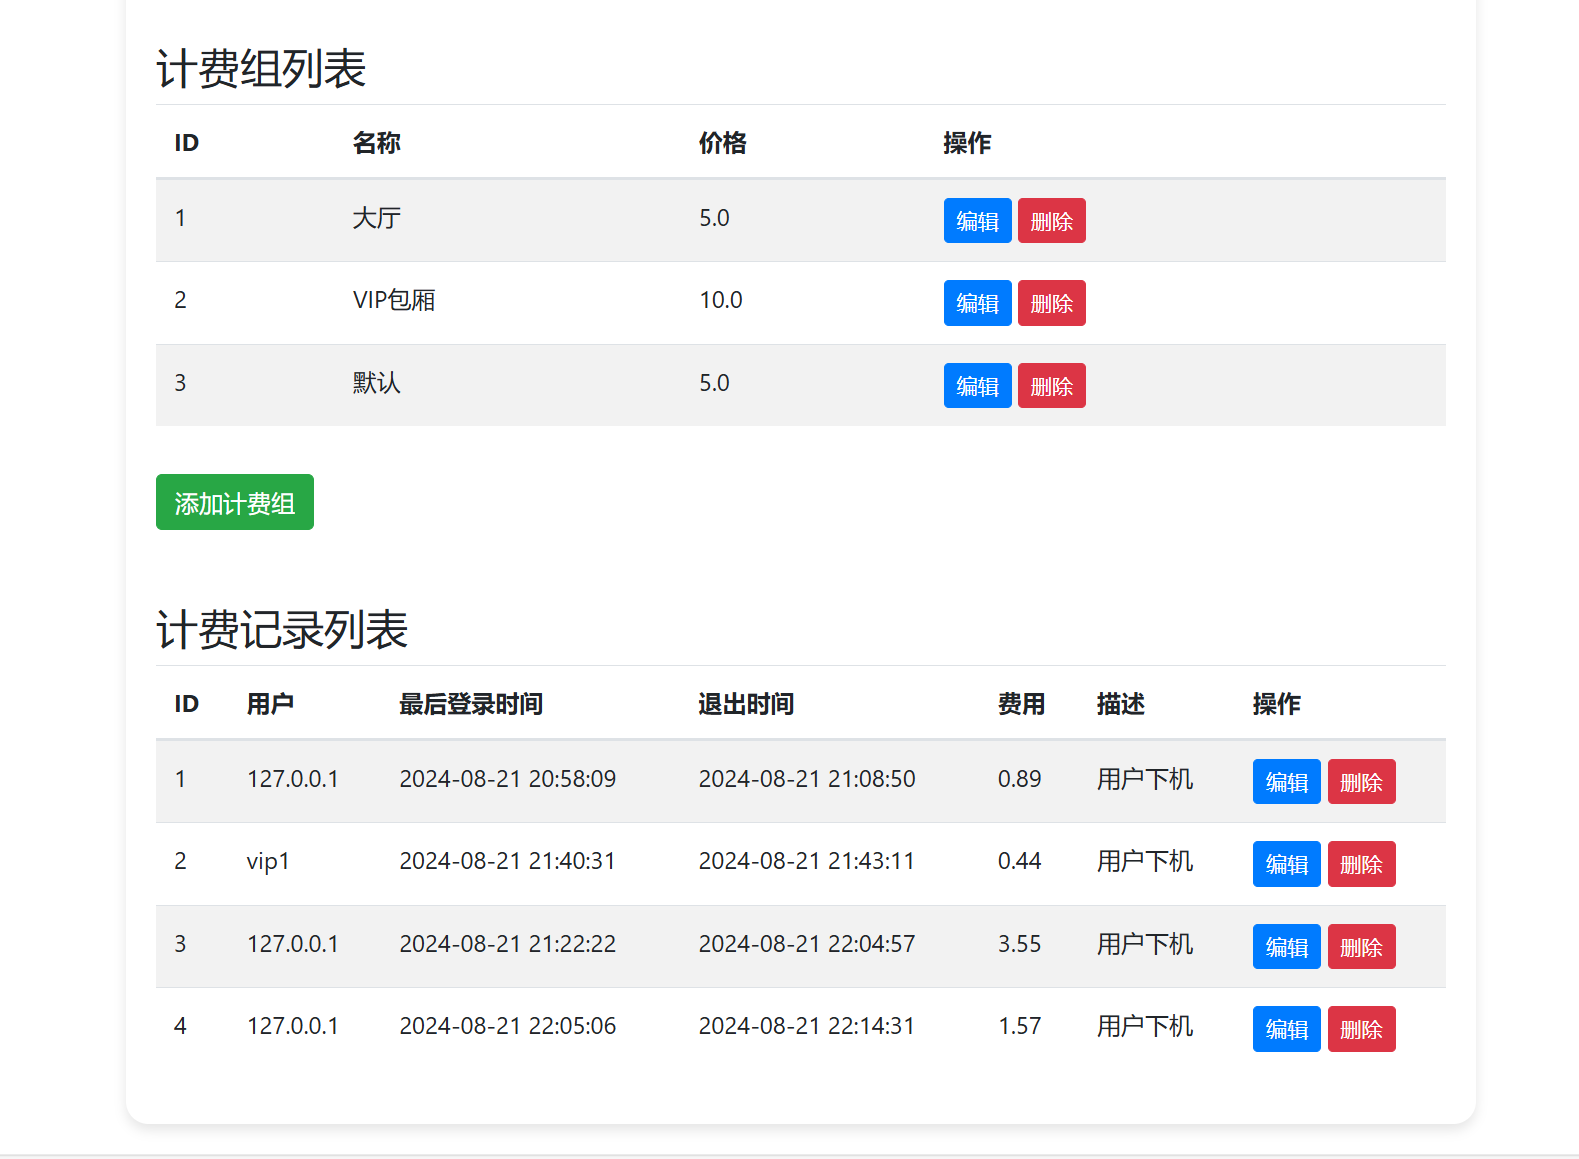 计费组列表
ID 名称 价格 操作
1 大厅 5.0 编辑 删除
2 VIP包厢 10.0 编辑 删除
3 默认 5.0 编辑 删除
添加计费组
计费记录列表
ID 用户 最后登录时间 退出时间 费用 描述 操作
1 127.0.0.1 2024-08-21 20:58:09 2024-08-21 21:08:50 0.89 用户下机 编辑 删除
2 vip1 2024-08-21 21:40:31 2024-08-21 21:43:11 0.44 用户下机 编辑 删除
3 127.0.0.1 2024-08-21 21:22:22 2024-08-21 22:04:57 3.55 用户下机 编辑 删除
4 127.0.0.1 2024-08-21 22:05:06 2024-08-21 22:14:31 1.57 用户下机 编辑 删除